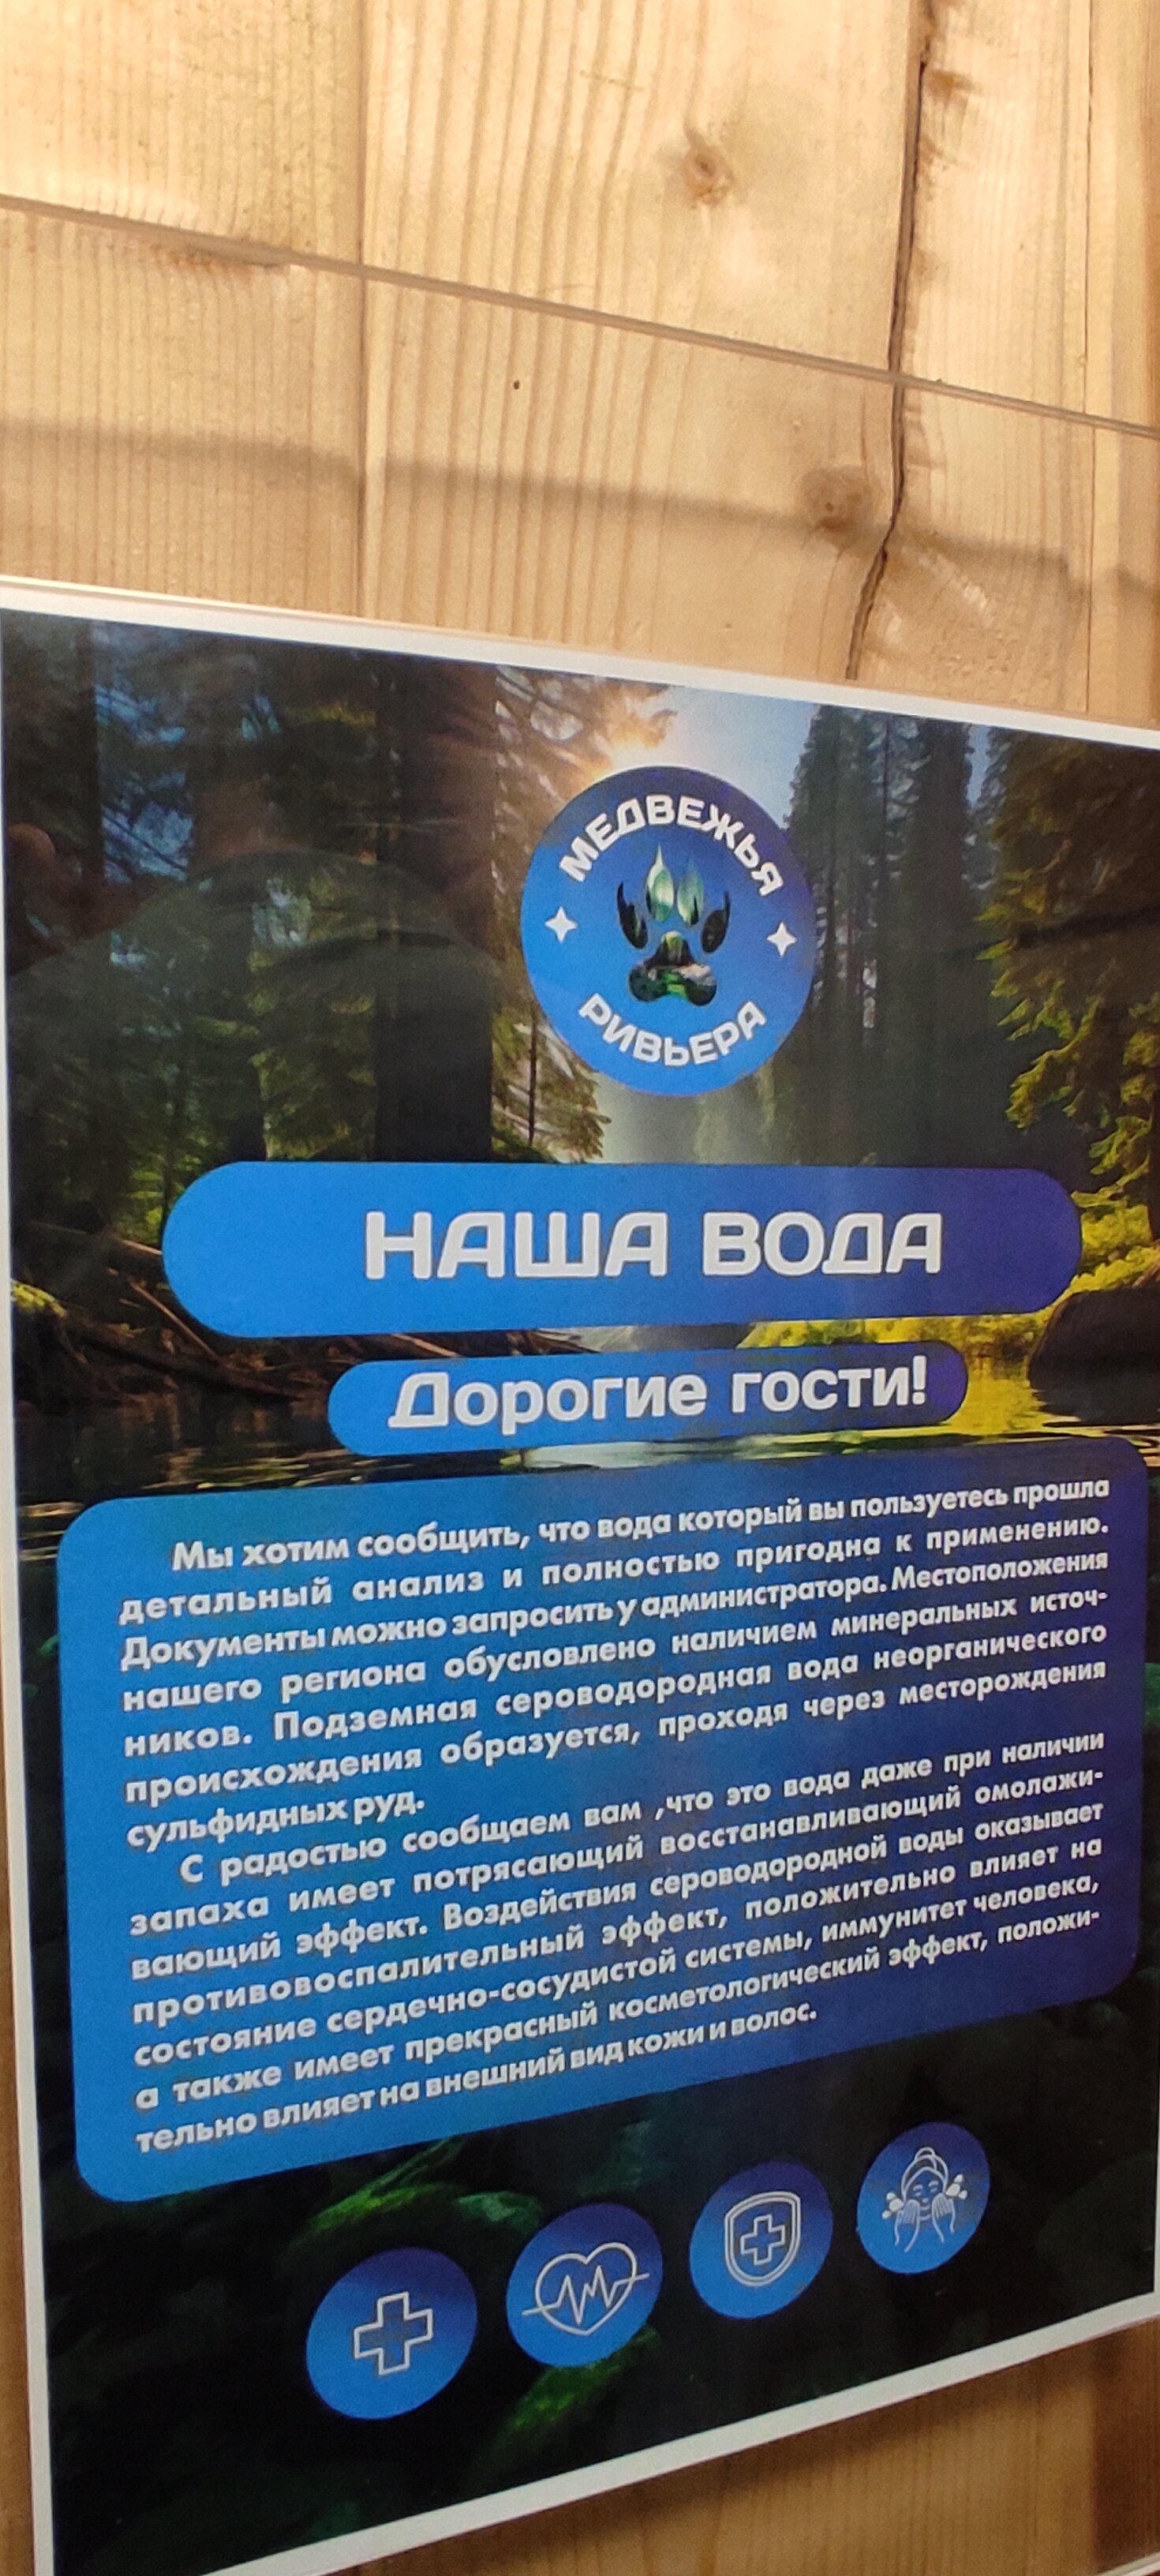 МЕДВЕЖЬЯ
РИВЬЕРА
НАША ВОДА
Дорогие гости!
Мы хотим сообщить, что вода который вы пользуетесь прошла
детальный анализ и полностью пригодна к применению.
Документы можно запросить у администратора. Местоположения
нашего региона обусловлено наличием минеральных источ-
ников. Подземная сероводородная вода неорганического
происхождения образуется, проходя через месторождения
сульфидных руд.
С радостью сообщаем вам ,что это вода даже при наличии
запаха имеет потрясающий восстанавливающий омолажи-
вающий эффект. Воздействия сероводородной воды оказывает
противовоспалительный эффект, положительно влияет на
состояние сердечно-сосудистой системы, иммунитет человека,
а также имеет прекрасный косметологический эффект, положи-
тельно влияет на внешний вид кожи и волос.